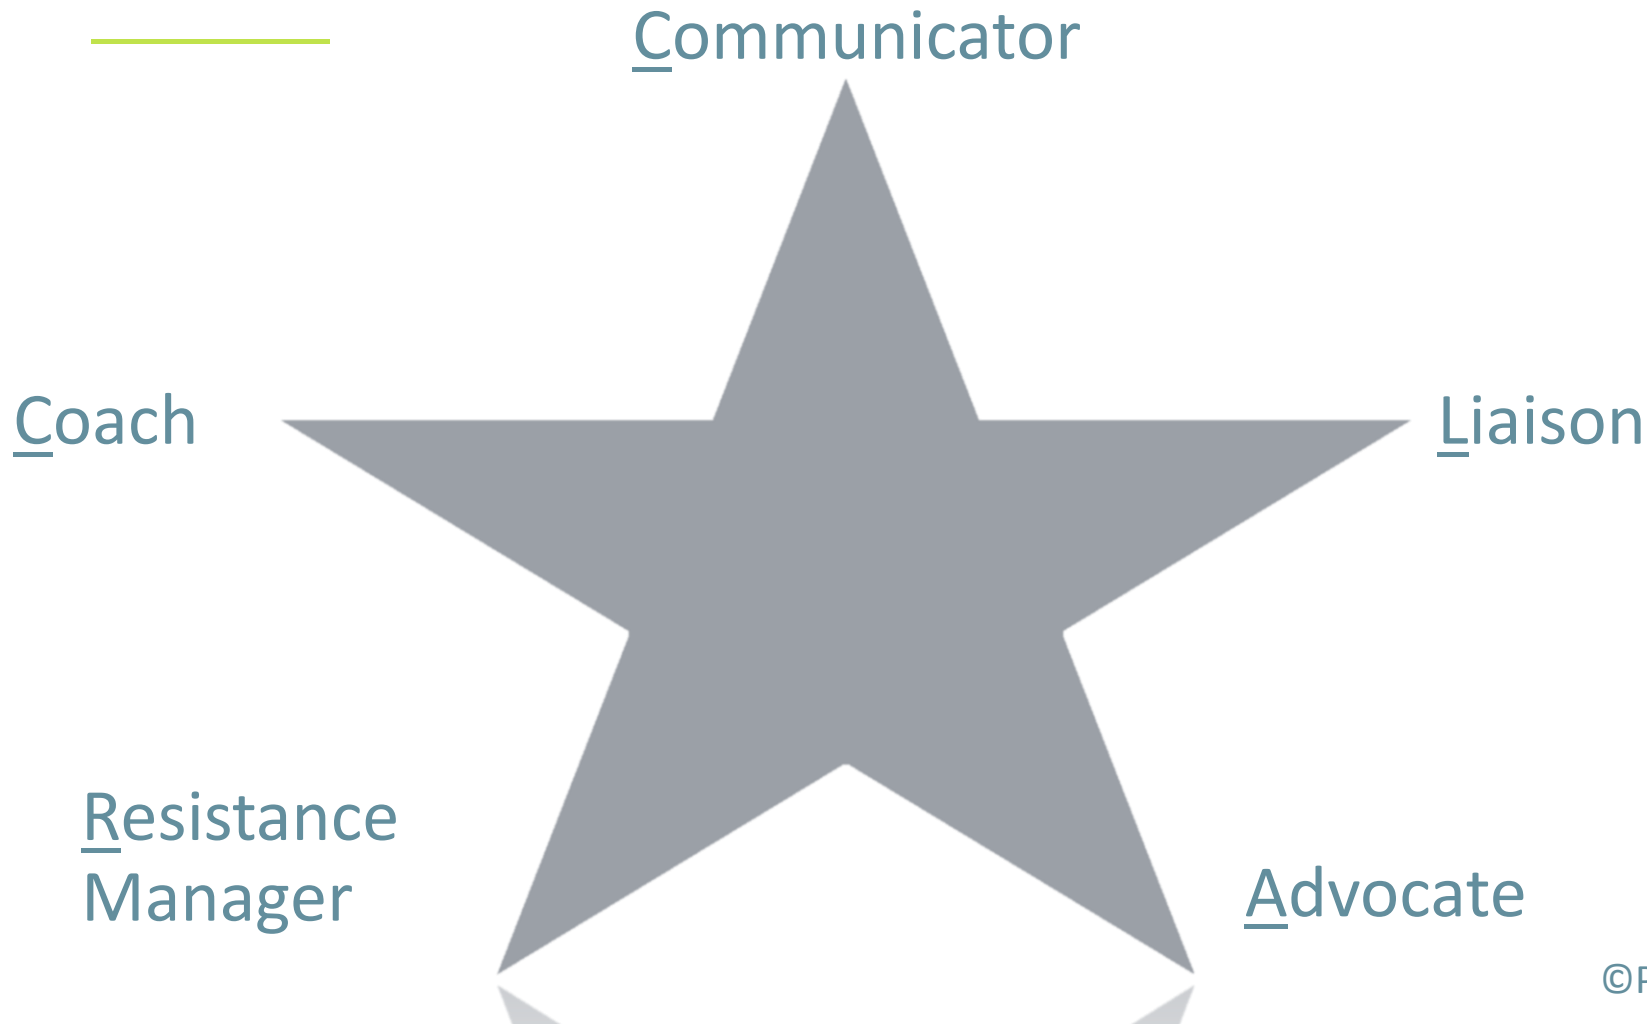 Communicator
Coach
Liaison
Resistance
Manager
Advocate
©P